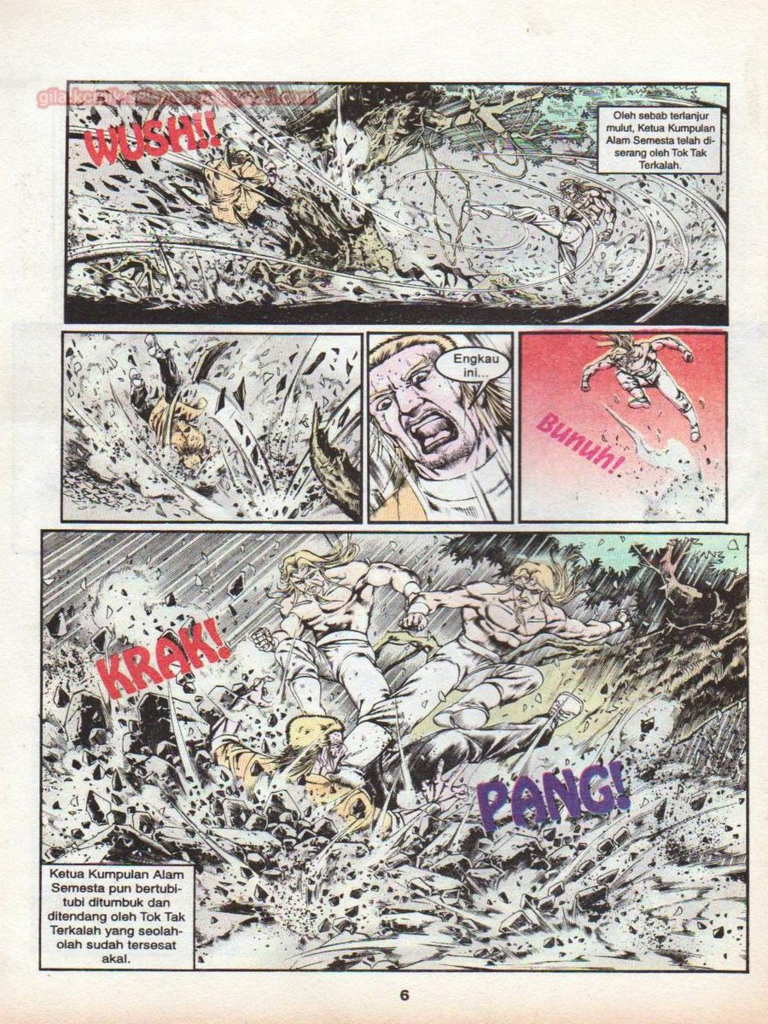 WUSH!!
Oleh sebab terlanjur
mulut, Ketua Kumpulan
Alam Semesta telah di-
serang oleh Tok Tak
Terkalah.
Engkau
ini...
Bunuh!
KRAK!
PANG!
Ketua Kumpulan Alam
Semesta pun bertubi-
tubi ditumbuk dan
ditendang oleh Tok Tak
Terkalah yang seolah-
olah sudah tersesat
akal.
6